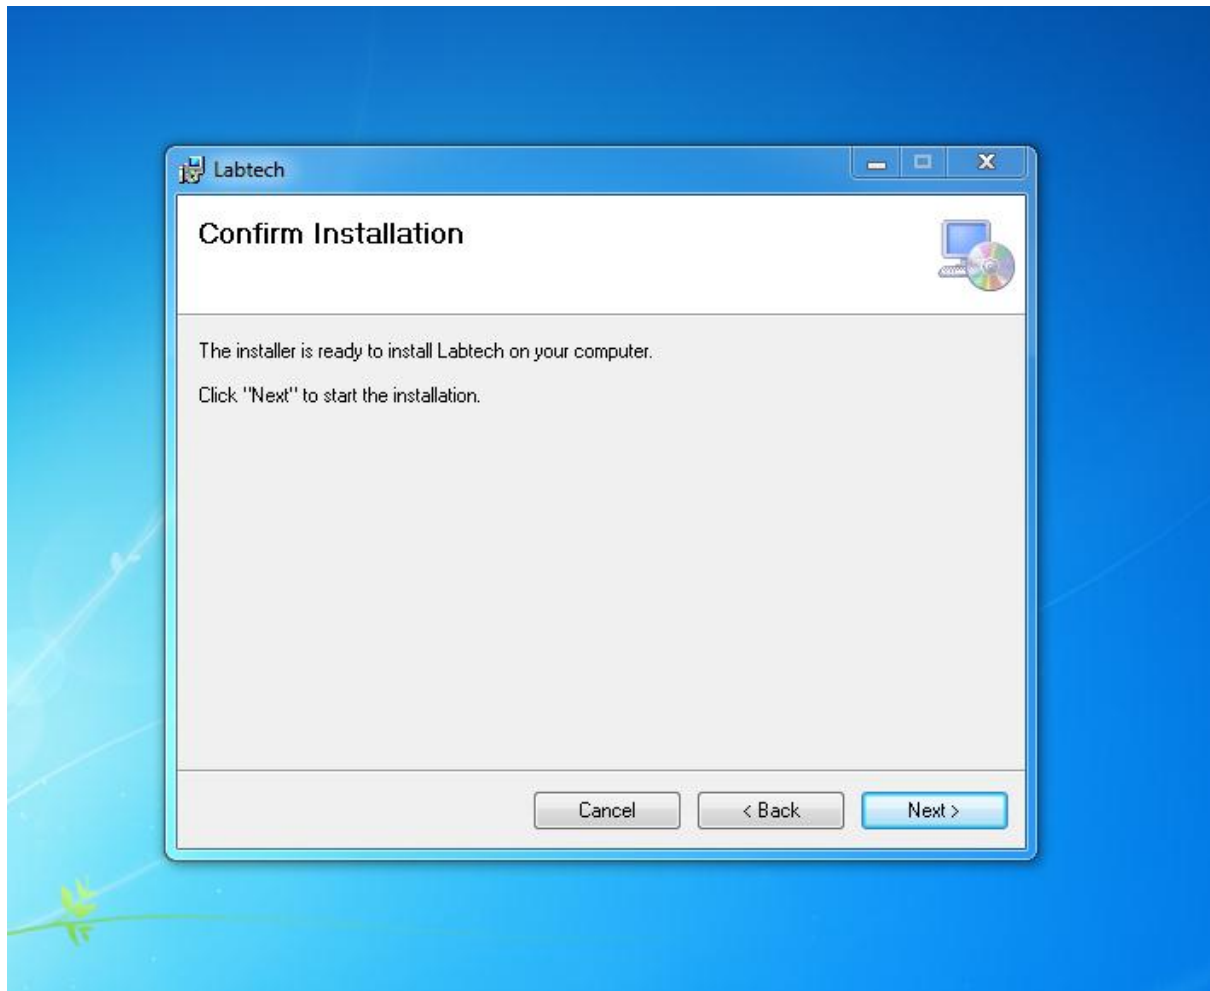 Labtech
Confirm Installation
The installer is ready to install Labtech on your computer.
Click "Next" to start the installation.
Cancel
< Back
Next >